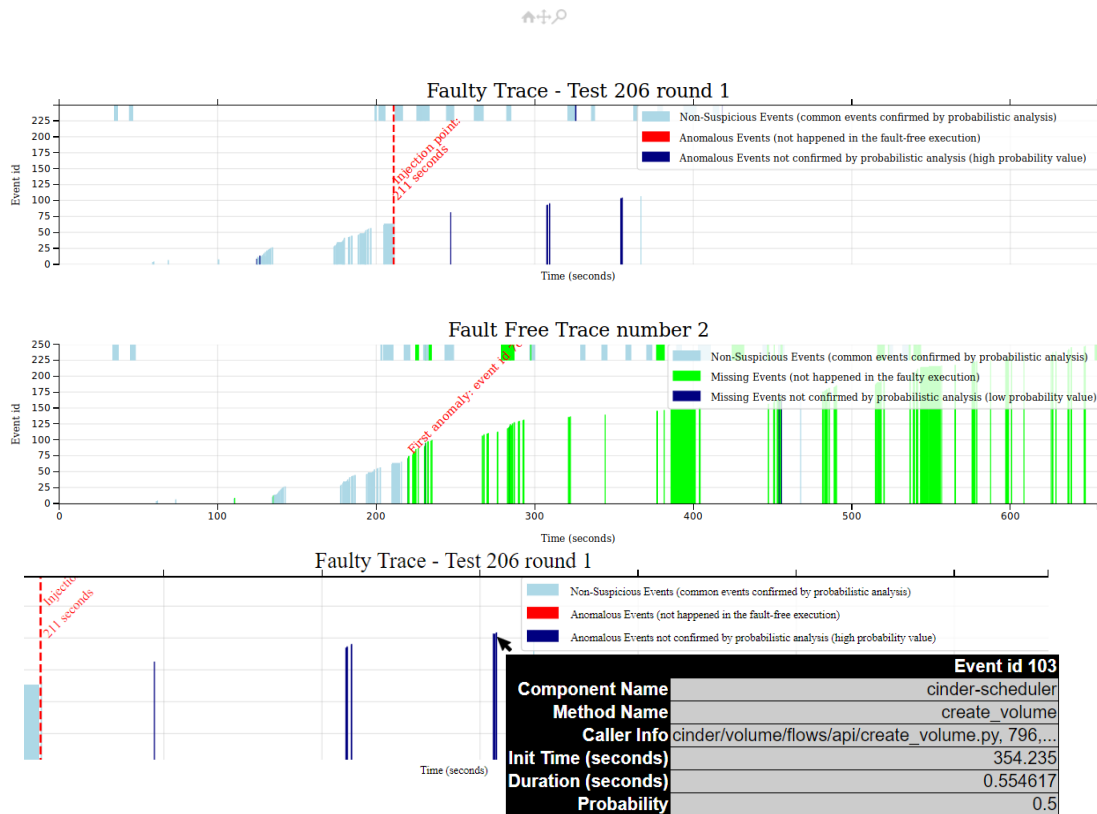 Faulty Trace - Test 206 round 1
225
200
175
150
125
100
75
50
25
0
Event id
Injection point:
211 seconds
Non-Suspicious Events (common events confirmed by probabilistic analysis)
Anomalous Events (not happened in the fault-free execution)
Anomalous Events not confirmed by probabilistic analysis (high probability value)
Time (seconds)
Fault Free Trace number 2
250
225
200
175
150
125
100
75
50
25
0
Event id
First anomaly: event id
Non-Suspicious Events (common events confirmed by probabilistic analysis)
Missing Events (not happened in the faulty execution)
Missing Events not confirmed by probabilistic analysis (low probability value)
0 100 200 300 400 500 600
Time (seconds)
Faulty Trace - Test 206 round 1
211 seconds
Non-Suspicious Events (common events confirmed by probabilistic analysis)
Anomalous Events (not happened in the fault-free execution)
Anomalous Events not confirmed by probabilistic analysis (high probability value)
Time (seconds)
Event id 103
Component Name cinder-scheduler
Method Name create_volume
Caller Info cinder/volume/flows/api/create_volume.py, 796,...
Init Time (seconds) 354.235
Duration (seconds) 0.554617
Probability 0.5